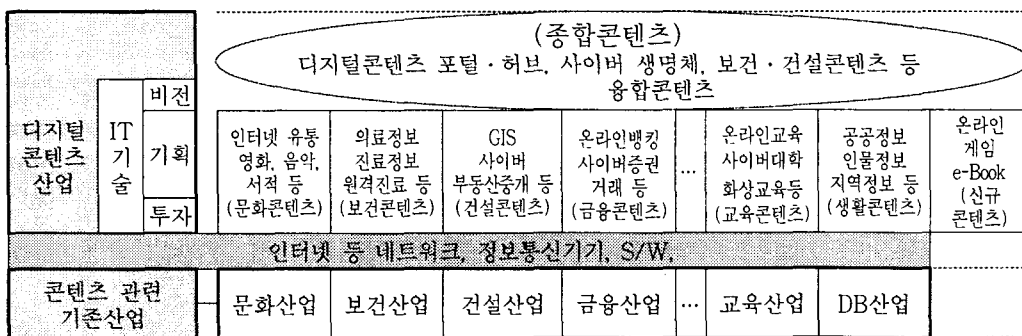 (종합콘텐츠)
디지털콘텐츠 포털·허브, 사이버 생명체, 보건·건설콘텐츠 등
융합콘텐츠
디지털
콘텐츠
산업
IT
기
술
비전
기획
투자
인터넷 유통
영화, 음악,
서적 등
(문화콘텐츠)
의료정보
진료정보
원격진료 등
(보건콘텐츠)
GIS
사이버
부동산중개 등
(건설콘텐츠)
온라인뱅킹
사이버증권
거래 등
(금융콘텐츠)
...
온라인교육
사이버대학
화상교육등
(교육콘텐츠)
공공정보
인물정보
지역정보 등
(생활콘텐츠)
온라인
게임
e-Book
(신규
콘텐츠)
인터넷 등 네트워크, 정보통신기기, S/W,
콘텐츠 관련
기존산업
문화산업
보건산업
건설산업
금융산업
...
교육산업
DB산업